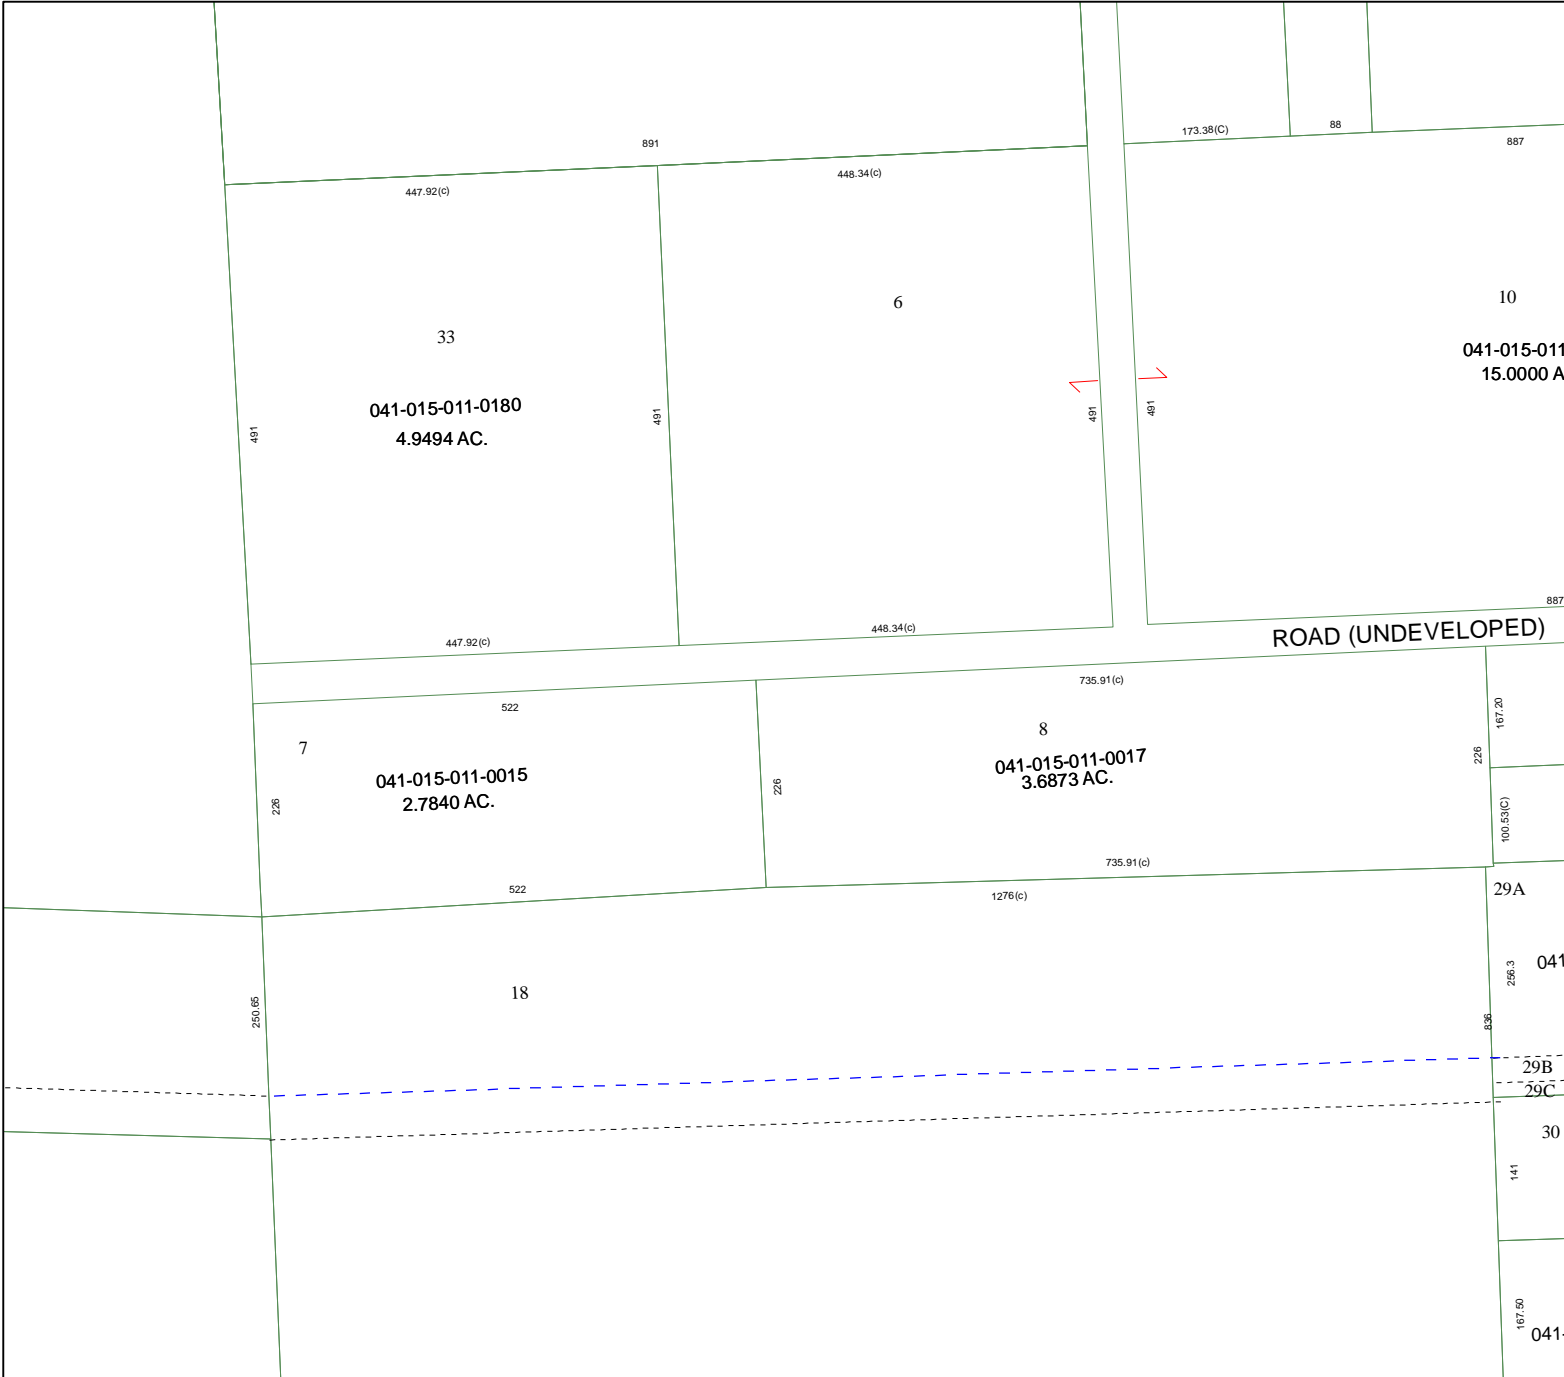 891
173.38(C)
88
887
447.92(c)
448.34(c)
6
10
33
041-015-011
15.0000 A
041-015-011-0180
4.9494 AC.
491
491
491
491
887
447.92(c)
448.34(c)
ROAD (UNDEVELOPED)
735.91(c)
522
167.20
7
8
041-015-011-0015
2.7840 AC.
041-015-011-0017
3.6873 AC.
226
226
226
100.53(C)
735.91(c)
522
1276(c)
29A
041
256.3
18
250.65
836
29B
29C
30
141
167.50
041-